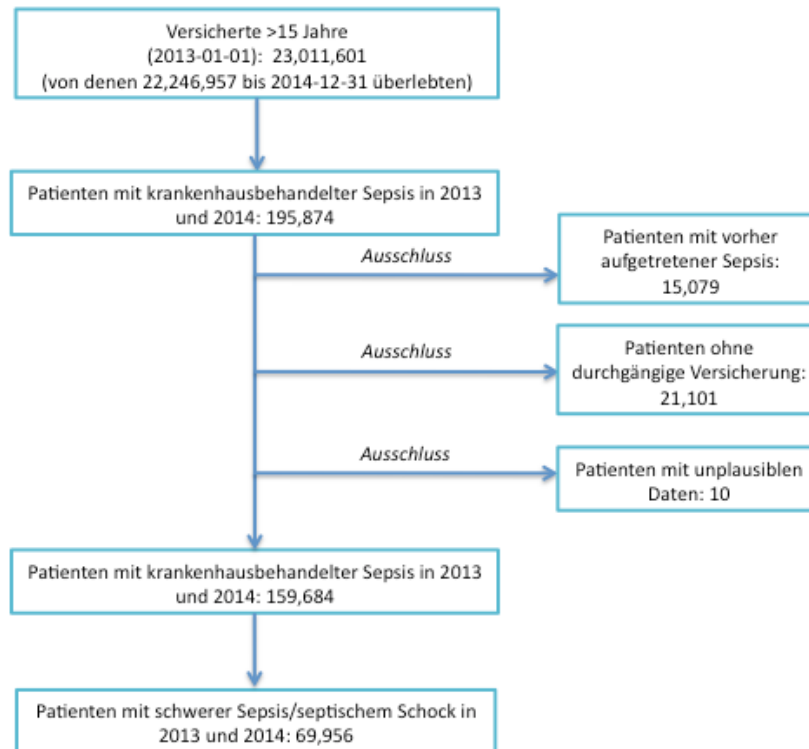 Versicherte >15 Jahre
(2013-01-01): 23,011,601
(von denen 22,246,957 bis 2014-12-31 überlebten)
Patienten mit krankenhausbehandelter Sepsis in 2013
und 2014: 195,874
Ausschluss
Patienten mit vorher
aufgetretener Sepsis:
15,079
Ausschluss
Patienten ohne
durchgängige Versicherung:
21,101
Ausschluss
Patienten mit unplausiblen
Daten: 10
Patienten mit krankenhausbehandelter Sepsis in 2013
und 2014: 159,684
Patienten mit schwerer Sepsis/septischem Schock in
2013 und 2014: 69,956